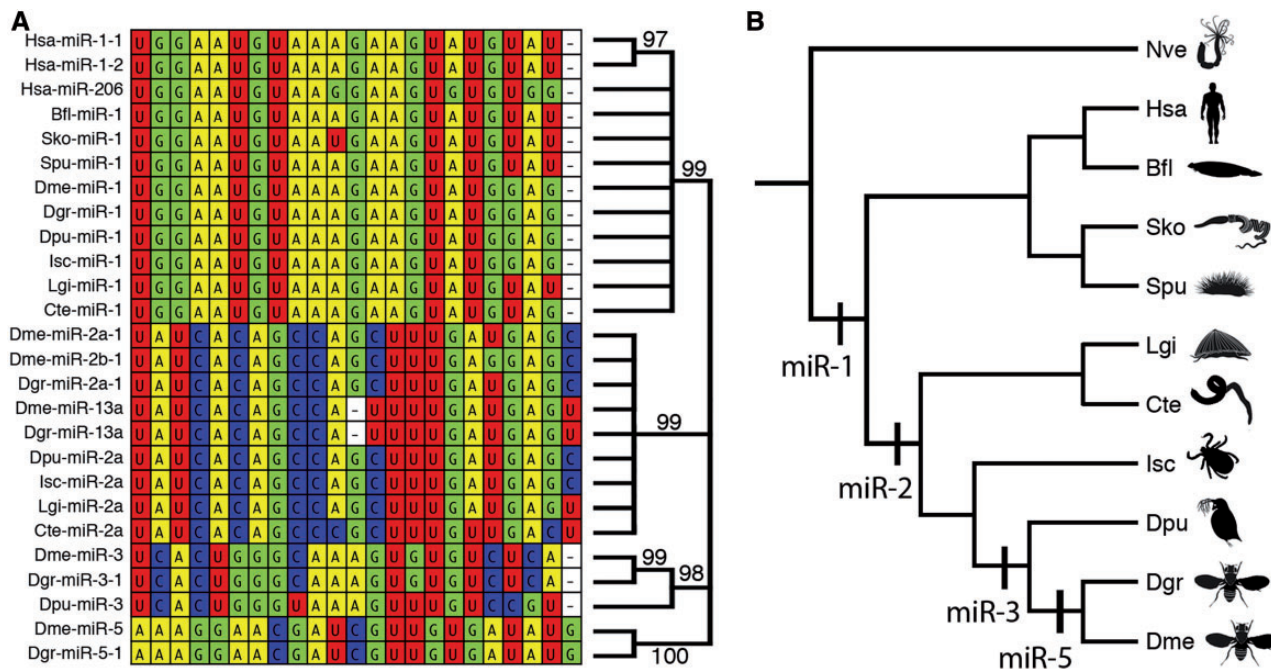 A
Hsa-miR-1-1 U G G A A U G U A A A G A A G U A U G U A U -
Hsa-miR-1-2 U G G A A U G U A A A G A A G U A U G U A U -
Hsa-miR-206 U G G A A U G U A A G G A A G U G U G U G G -
Bfl-miR-1 U G G A A U G U A A A G A A G U A U G U A U -
Sko-miR-1 U G G A A U G U A A U G A A G U A U G U A U -
Spu-miR-1 U G G A A U G U A A A G A A G U A U G U A U -
Dme-miR-1 U G G A A U G U A A A G A A G U A U G G A G -
Dgr-miR-1 U G G A A U G U A A A G A A G U A U G G A G -
Dpu-miR-1 U G G A A U G U A A A G A A G U A U G G A G -
Isc-miR-1 U G G A A U G U A A A G A A G U A U G G A G -
Lgi-miR-1 U G G A A U G U A A A G A A G U A U G U A U -
Cte-miR-1 U G G A A U G U A A A G A A G U A U G U A G -
Dme-miR-2a-1 U A U C A C A G C C A G C U U U G A U G A G C
Dme-miR-2b-1 U A U C A C A G C C A G C U U U G A G G A G C
Dgr-miR-2a-1 U A U C A C A G C C A G C U U U G A U G A G C
Dme-miR-13a U A U C A C A G C C A - U U U U G A U G A G U
Dgr-miR-13a U A U C A C A G C C A - U U U U G A U G A G U
Dpu-miR-2a U A U C A C A G C C A G C U U U G A U G A G C
Isc-miR-2a U A U C A C A G C C A G C U U U G A U G A G C
Lgi-miR-2a U A U C A C A G C C A G C U U U G A U G A G U
Cte-miR-2a U A U C A C A G C C C G C U U U G U U G A C U
Dme-miR-3 U C A C U G G G C A A A G U G U G U C U C A -
Dgr-miR-3-1 U C A C U G G G C A A A G U G U G U C U C A -
Dpu-miR-3 U C A C U G G G U A A A G U U U G U C C G U -
Dme-miR-5 A A A G G A A C G A U C G U U G U G A U A U G
Dgr-miR-5-1 A A A G G A A C G A U C G U U G U G A U A U G
97
99
99
99
98
100
B
Nve
Hsa
Bfl
Sko
Spu
Lgi
Cte
Isc
Dpu
Dgr
Dme
miR-1
miR-2
miR-3
miR-5